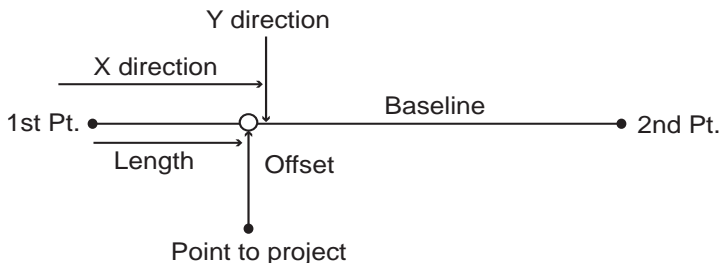 Y direction
X direction
Baseline
1st Pt.
2nd Pt.
Length
Offset
Point to project